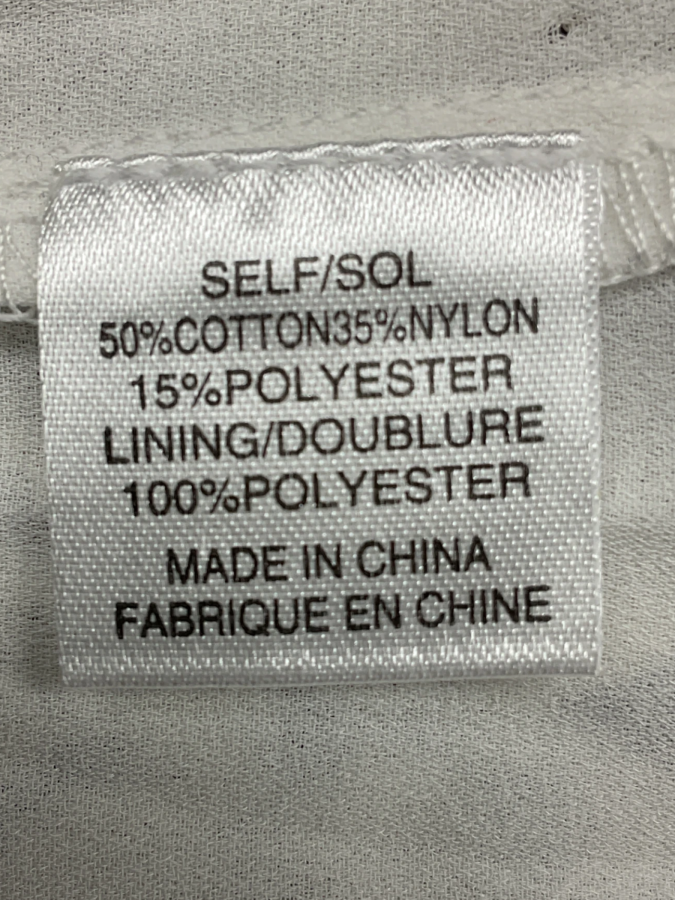 SELF/SOL
50%COTTON35%NYLON
15%POLYESTER
LINING/DOUBLURE
100%POLYESTER
MADE IN CHINA
FABRIQUE EN CHINE